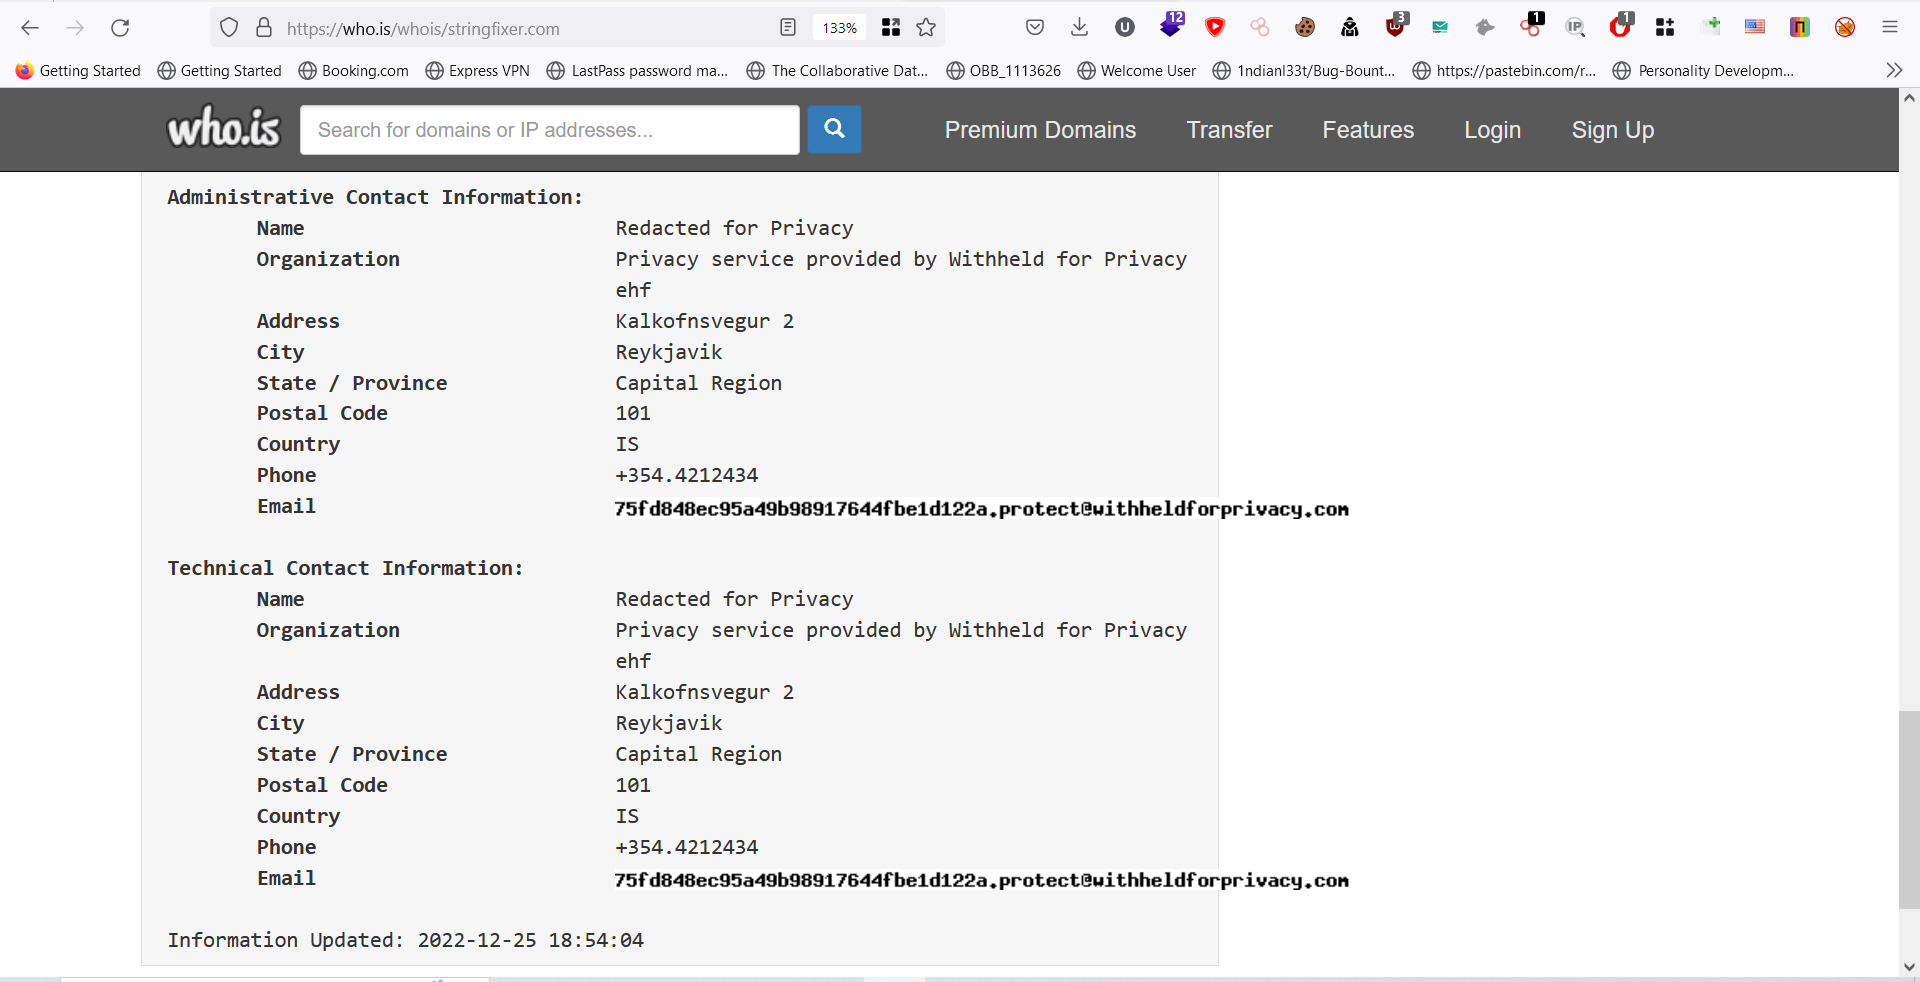 https://who.is/whois/stringfixer.com 133% U 12 3 1 IP 1
Getting Started Getting Started Booking.com Express VPN LastPass password ma... The Collaborative Dat... OBB_1113626 Welcome User 1ndianl33t/Bug-Bount... https://pastebin.com/r... Personality Developm...
who.is Search for domains or IP addresses... Premium Domains Transfer Features Login Sign Up
Administrative Contact Information:
Name Redacted for Privacy
Organization Privacy service provided by Withheld for Privacy
ehf
Address Kalkofnsvegur 2
City Reykjavik
State / Province Capital Region
Postal Code 101
Country IS
Phone +354.4212434
Email 75fd848ec95a49b98917644fbe1d122a.protect@withheldforprivacy.com
Technical Contact Information:
Name Redacted for Privacy
Organization Privacy service provided by Withheld for Privacy
ehf
Address Kalkofnsvegur 2
City Reykjavik
State / Province Capital Region
Postal Code 101
Country IS
Phone +354.4212434
Email 75fd848ec95a49b98917644fbe1d122a.protect@withheldforprivacy.com
Information Updated: 2022-12-25 18:54:04